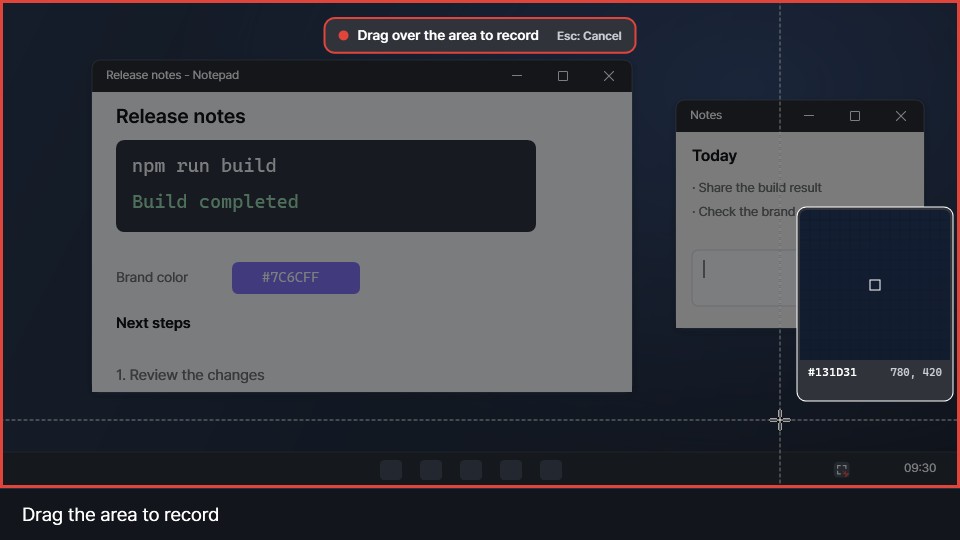 Drag over the area to record Esc: Cancel
Release notes - Notepad
Release notes
npm run build
Build completed
Brand color #7C6CFF
Next steps
1. Review the changes
Notes
Today
· Share the build result
· Check the brand
#131D31 780, 420
09:30
Drag the area to record